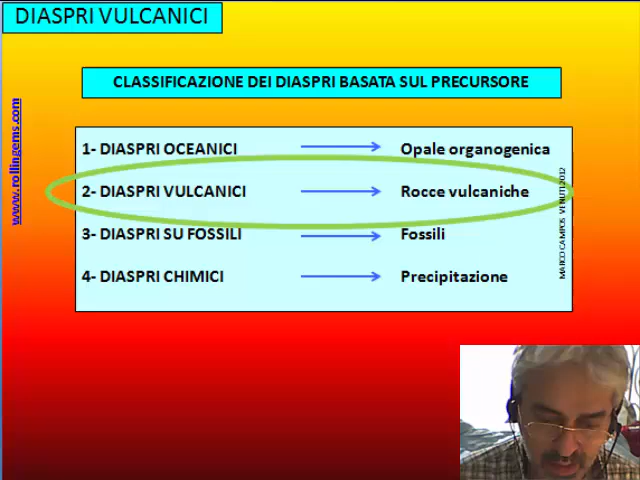 DIASPRI VULCANICI
CLASSIFICAZIONE DEI DIASPRI BASATA SUL PRECURSORE
www.rollingems.com
1- DIASPRI OCEANICI Opale organogenica
2- DIASPRI VULCANICI Rocce vulcaniche
3- DIASPRI SU FOSSILI Fossili
4- DIASPRI CHIMICI Precipitazione
MARCO CAMPOS VENUTI 2012